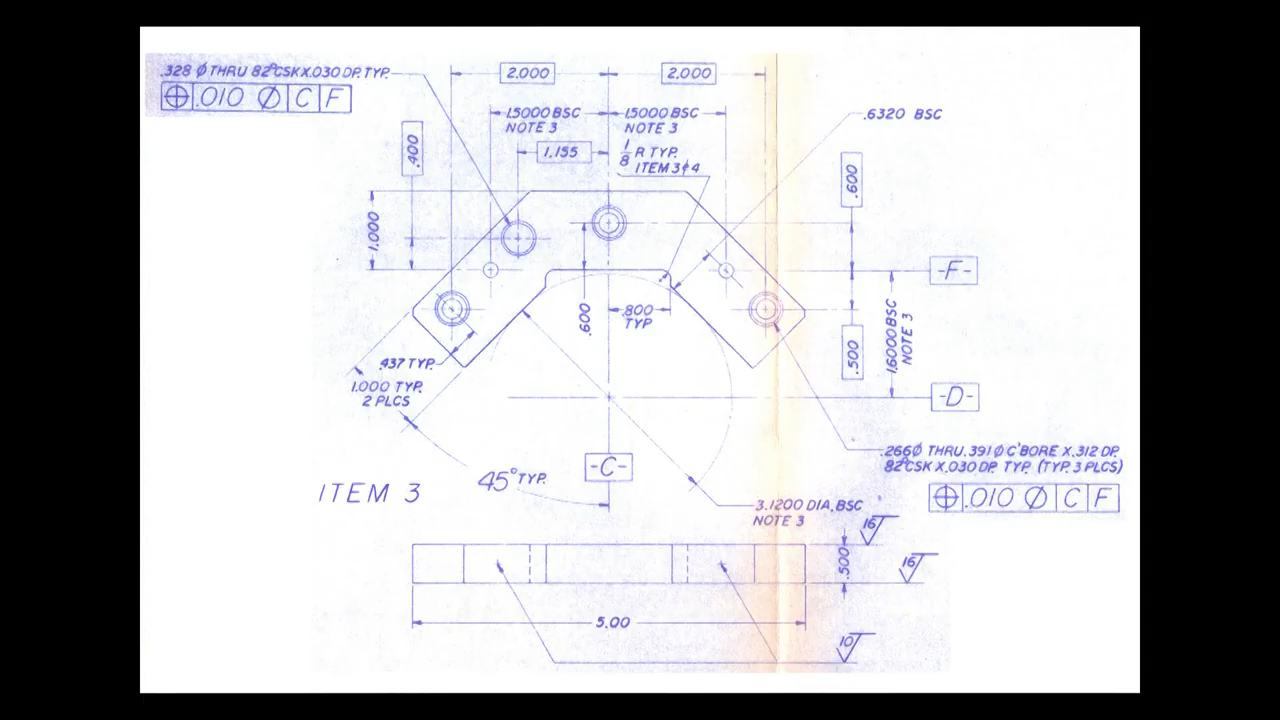 .328 ∅ THRU 82° CSK X .030 DP. TYP.
⌖ .010 ∅ C F
2.000
2.000
1.5000 BSC
NOTE 3
1.5000 BSC
NOTE 3
.6320 BSC
.400
1.155
1/8 R TYP.
ITEM 3 & 4
.600
1.000
-F-
.600
.800
TYP
.500
1.6000 BSC
NOTE 3
.437 TYP.
1.000 TYP.
2 PLCS
-D-
.266∅ THRU .391∅ C'BORE X .312 DP.
82° CSK X .030 DP. TYP. (TYP. 3 PLCS)
⌖ .010 ∅ C F
-C-
45° TYP.
ITEM 3
3.1200 DIA. BSC
NOTE 3
16
.500
16
5.00
10